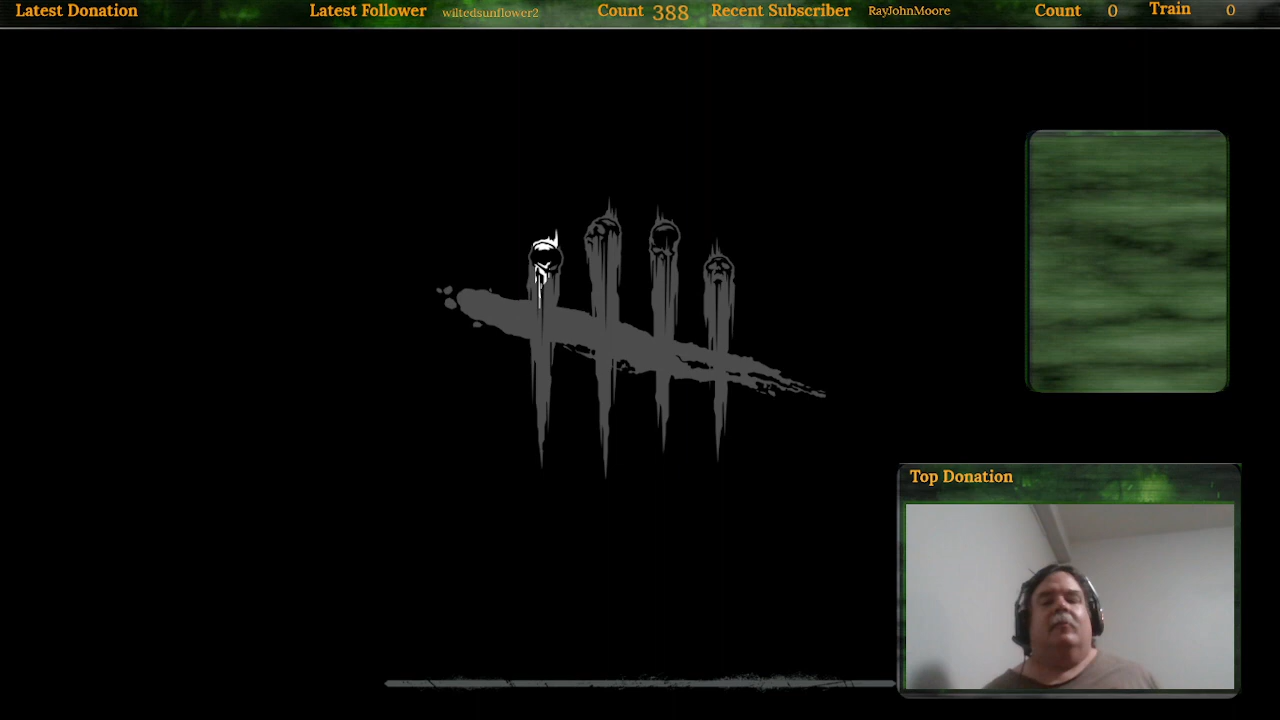 Latest Donation
Latest Follower wiltedsunflower2
Count 388
Recent Subscriber RayJohnMoore
Count 0
Train 0
Top Donation